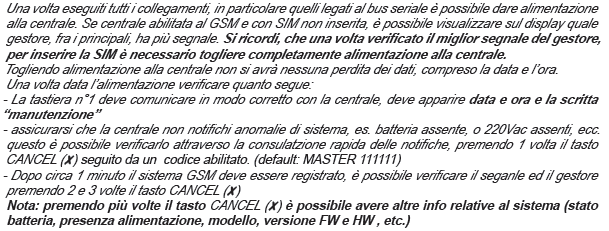 Una volta eseguiti tutti i collegamenti, in particolare quelli legati al bus seriale è possibile dare alimentazione
alla centrale. Se centrale abilitata al GSM e con SIM non inserita, è possibile visualizzare sul display quale
gestore, fra i principali, ha più segnale. Si ricordi, che una volta verificato il miglior segnale del gestore,
per inserire la SIM è necessario togliere completamente alimentazione alla centrale.
Togliendo alimentazione alla centrale non si avrà nessuna perdita dei dati, compreso la data e l'ora.
Una volta data l'alimentazione verificare quanto segue:
- La tastiera n°1 deve comunicare in modo corretto con la centrale, deve apparire data e ora e la scritta
“manutenzione”
- assicurarsi che la centrale non notifichi anomalie di sistema, es. batteria assente, o 220Vac assenti, ecc.
questo è possibile verificarlo attraverso la consulatzione rapida delle notifiche, premendo 1 volta il tasto
CANCEL (✗) seguito da un codice abilitato. (default: MASTER 111111)
- Dopo circa 1 minuto il sistema GSM deve essere registrato, è possibile verificare il seganle ed il gestore
premendo 2 e 3 volte il tasto CANCEL (✗)
Nota: premendo più volte il tasto CANCEL (✗) è possibile avere altre info relative al sistema (stato
batteria, presenza alimentazione, modello, versione FW e HW , etc.)